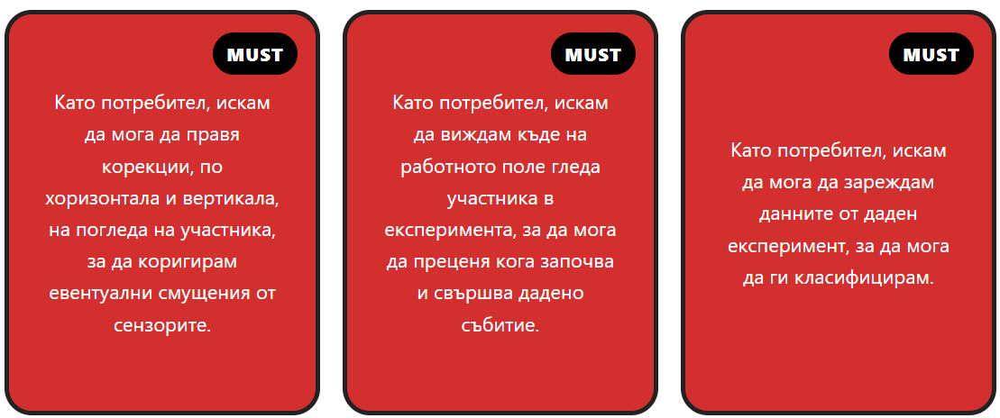 MUST
Като потребител, искам
да мога да правя
корекции, по
хоризонтала и вертикала,
на погледа на участника,
за да коригирам
евентуални смущения от
сензорите.
MUST
Като потребител, искам
да виждам къде на
работното поле гледа
участника в
експеримента, за да мога
да преценя кога започва
и свършва дадено
събитие.
MUST
Като потребител, искам
да мога да зареждам
данните от даден
експеримент, за да мога
да ги класифицирам.